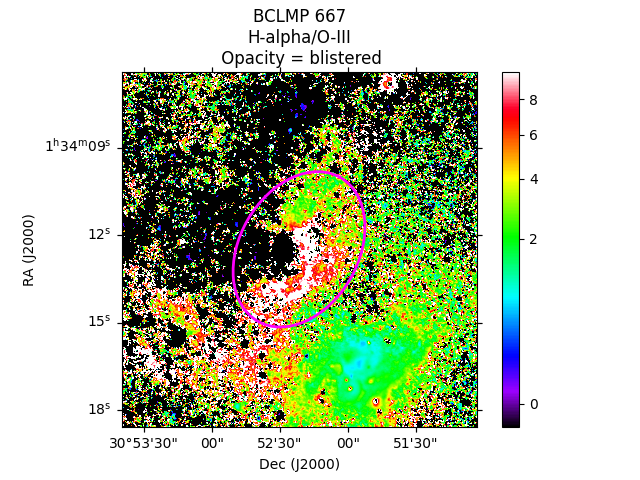 BCLMP 667
H-alpha/O-III
Opacity = blistered
RA (J2000)
1ʰ34ᵐ09ˢ
12ˢ
15ˢ
18ˢ
30°53'30" 00" 52'30" 00" 51'30"
Dec (J2000)
8
6
4
2
0